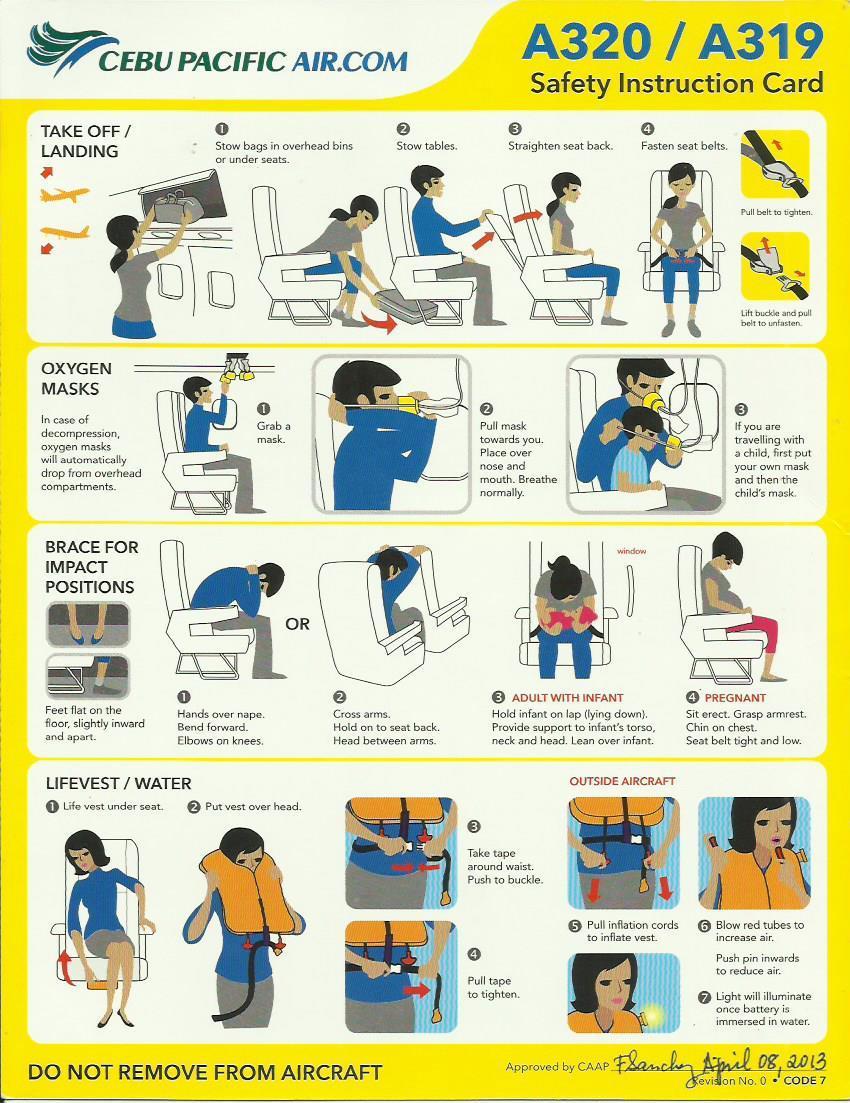 CEBU PACIFIC AIR.COM
A320 / A319
Safety Instruction Card
TAKE OFF /
LANDING
1
Stow bags in overhead bins
or under seats.
2
Stow tables.
3
Straighten seat back.
4
Fasten seat belts.
Pull belt to tighten.
Lift buckle and pull
belt to unfasten.
OXYGEN
MASKS
In case of
decompression,
oxygen masks
will automatically
drop from overhead
compartments.
1
Grab a
mask.
2
Pull mask
towards you.
Place over
nose and
mouth. Breathe
normally.
3
If you are
travelling with
a child, first put
your own mask
and then the
child's mask.
BRACE FOR
IMPACT
POSITIONS
Feet flat on the
floor, slightly inward
and apart.
OR
window
1
Hands over nape.
Bend forward.
Elbows on knees.
2
Cross arms.
Hold on to seat back.
Head between arms.
3 ADULT WITH INFANT
Hold infant on lap (lying down).
Provide support to infant's torso,
neck and head. Lean over infant.
4 PREGNANT
Sit erect. Grasp armrest.
Chin on chest.
Seat belt tight and low.
LIFEVEST / WATER
1 Life vest under seat.
2 Put vest over head.
3
Take tape
around waist.
Push to buckle.
4
Pull tape
to tighten.
OUTSIDE AIRCRAFT
5 Pull inflation cords
to inflate vest.
6 Blow red tubes to
increase air.
Push pin inwards
to reduce air.
7 Light will illuminate
once battery is
immersed in water.
DO NOT REMOVE FROM AIRCRAFT
Approved by CAAP April 08, 2013
Revision No. 0 • CODE 7